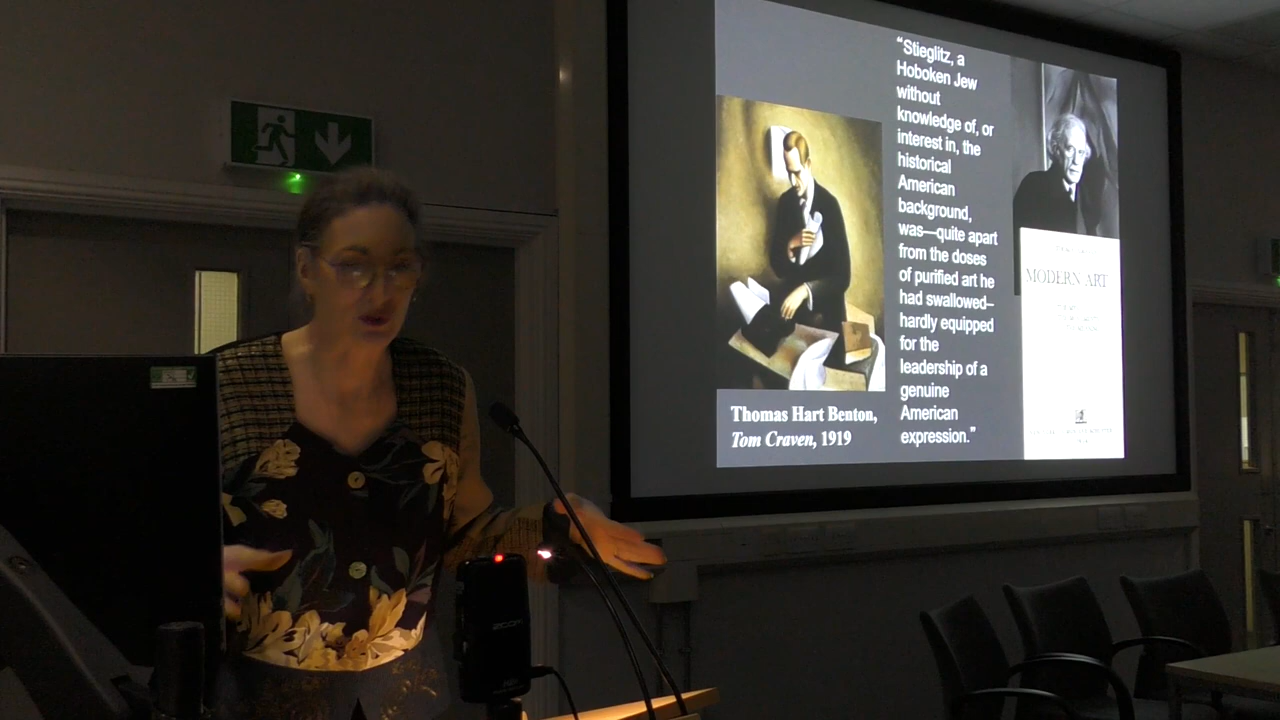 “Stieglitz, a
Hoboken Jew
without
knowledge of, or
interest in, the
historical
American
background,
was—quite apart
from the doses
of purified art he
had swallowed–
hardly equipped
for the
leadership of a
genuine
American
expression.”
Thomas Hart Benton,
Tom Craven, 1919
MODERN ART
ZOOM